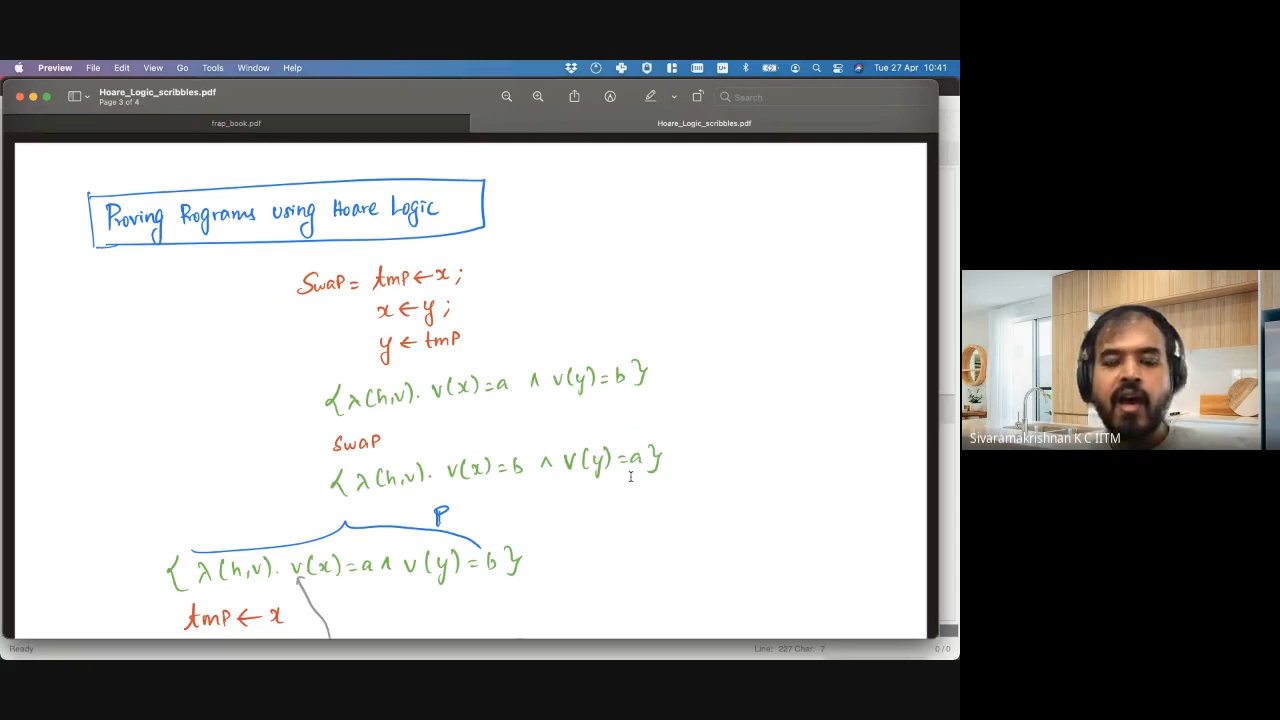 Preview File Edit View Go Tools Window Help Tue 27 Apr 10:41
Hoare_Logic_scribbles.pdf
Page 3 of 4
Search
frap_book.pdf Hoare_Logic_scribbles.pdf
Proving Programs using Hoare Logic
Swap = tmp ← x ;
x ← y ;
y ← tmp
{λ(h,v). v(x)=a ∧ v(y)=b}
swap
{λ(h,v). v(x)=b ∧ v(y)=a}
P
{ λ(h,v). v(x)=a ∧ v(y)=b}
tmp ← x
Sivaramakrishnan K C IITM
Ready Line: 227 Char: 7 0/0